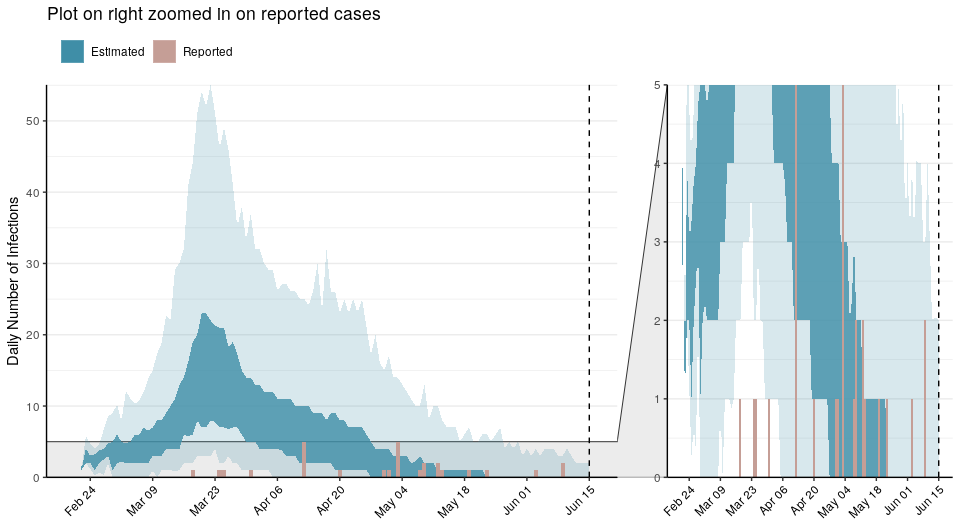 Plot on right zoomed in on reported cases
Estimated Reported
Daily Number of Infections
50
40
30
20
10
0
Feb 24 Mar 09 Mar 23 Apr 06 Apr 20 May 04 May 18 Jun 01 Jun 15
5
4
3
2
1
0
Feb 24 Mar 09 Mar 23 Apr 06 Apr 20 May 04 May 18 Jun 01 Jun 15